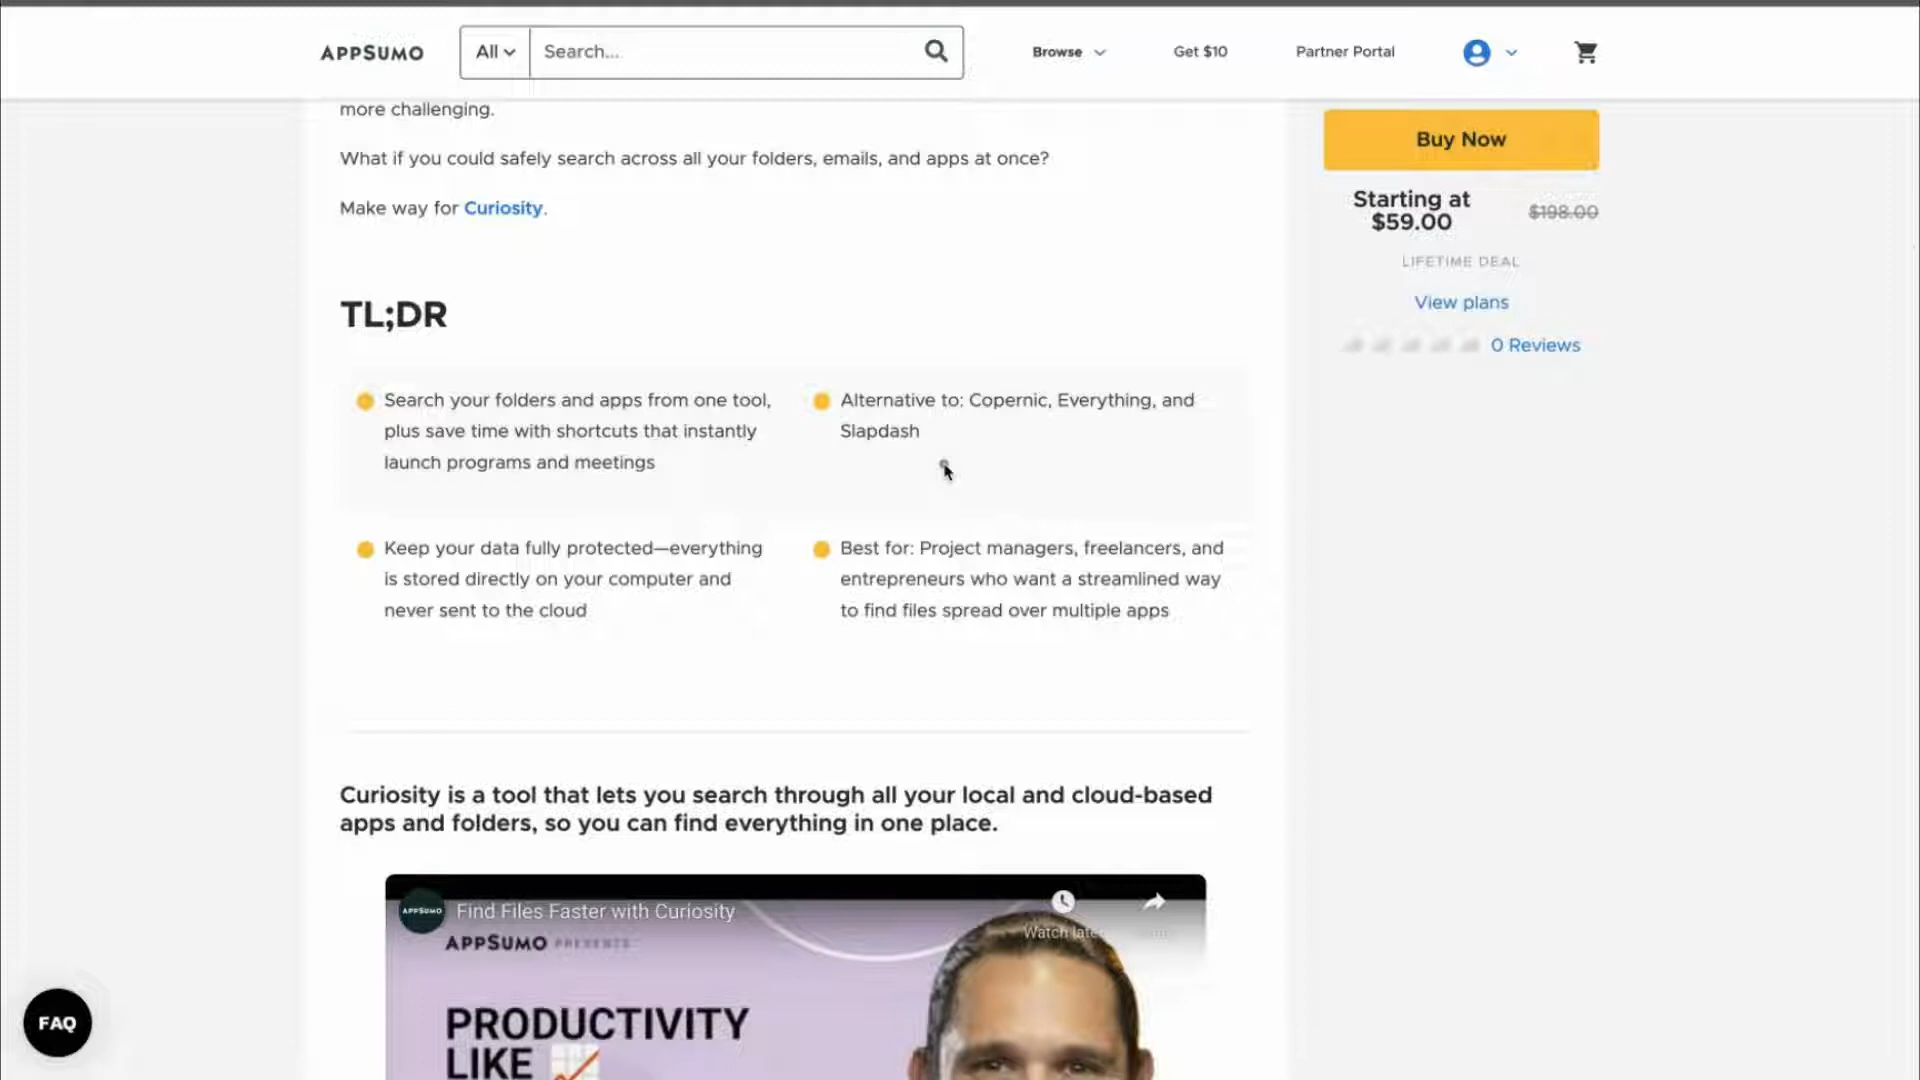 APPSUMO
All
Search...
Browse
Get $10
Partner Portal
more challenging.
What if you could safely search across all your folders, emails, and apps at once?
Make way for Curiosity.
Buy Now
Starting at
$59.00
$198.00
LIFETIME DEAL
View plans
0 Reviews
TL;DR
Search your folders and apps from one tool,
plus save time with shortcuts that instantly
launch programs and meetings
Alternative to: Copernic, Everything, and
Slapdash
Keep your data fully protected—everything
is stored directly on your computer and
never sent to the cloud
Best for: Project managers, freelancers, and
entrepreneurs who want a streamlined way
to find files spread over multiple apps
Curiosity is a tool that lets you search through all your local and cloud-based
apps and folders, so you can find everything in one place.
APPSUMO
Find Files Faster with Curiosity
Watch later
APPSUMO PRESENTS
PRODUCTIVITY
LIKE
FAQ